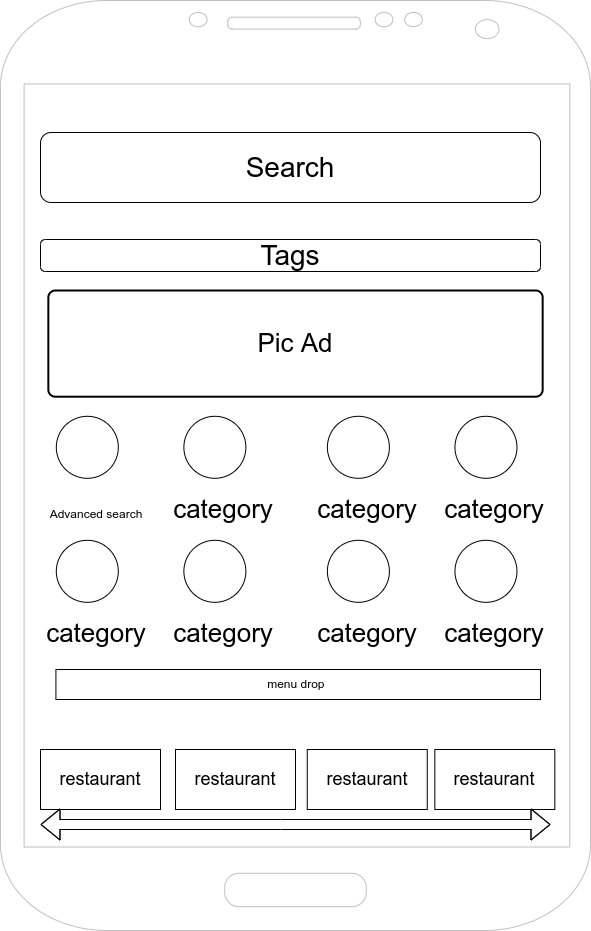 Search
Tags
Pic Ad
Advanced search
category
category
category
category
category
category
category
menu drop
restaurant
restaurant
restaurant
restaurant